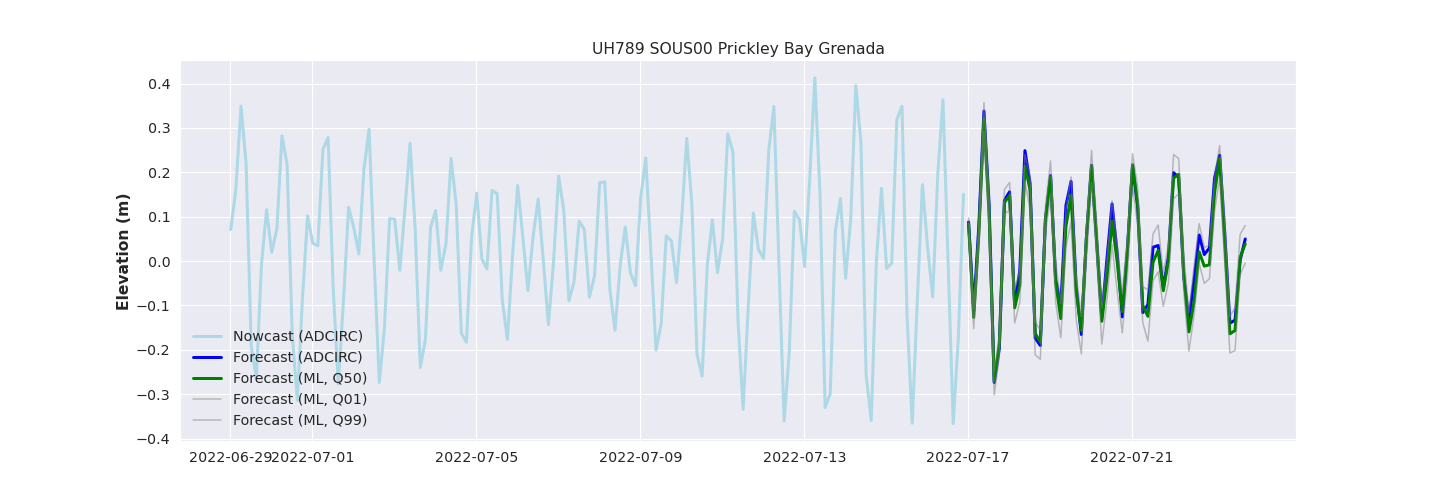 UH789 SOUS00 Prickley Bay Grenada
Elevation (m)
0.4
0.3
0.2
0.1
0.0
−0.1
−0.2
−0.3
−0.4
Nowcast (ADCIRC)
Forecast (ADCIRC)
Forecast (ML, Q50)
Forecast (ML, Q01)
Forecast (ML, Q99)
2022-06-29 2022-07-01 2022-07-05 2022-07-09 2022-07-13 2022-07-17 2022-07-21